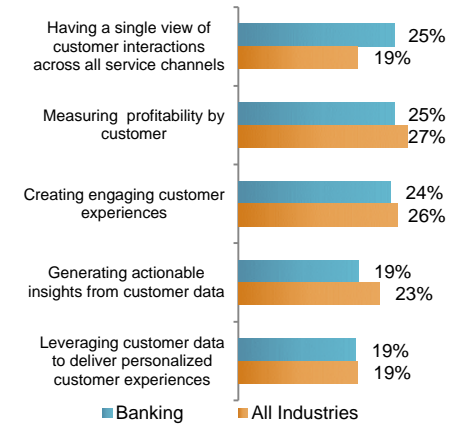 Having a single view of
customer interactions
across all service channels
25%
19%
Measuring profitability by
customer
25%
27%
Creating engaging customer
experiences
24%
26%
Generating actionable
insights from customer data
19%
23%
Leveraging customer data
to deliver personalized
customer experiences
19%
19%
Banking
All Industries